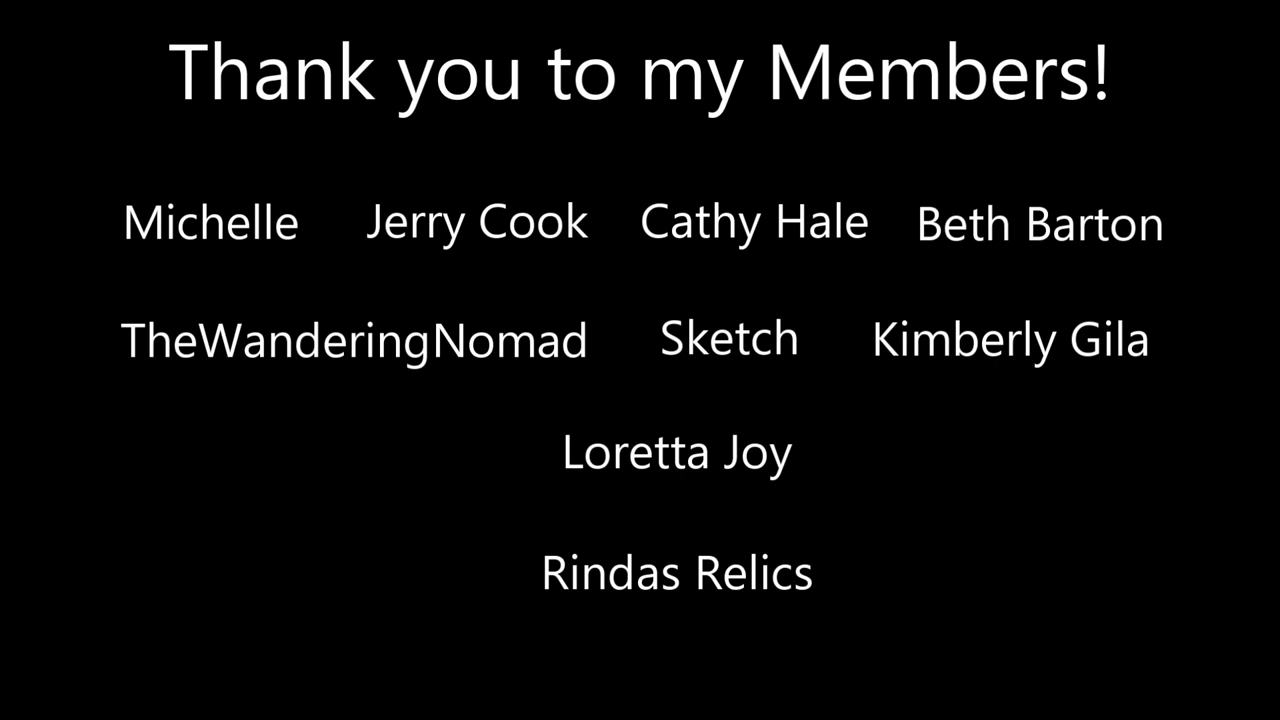 Thank you to my Members!
Michelle Jerry Cook Cathy Hale Beth Barton
TheWanderingNomad Sketch Kimberly Gila
Loretta Joy
Rindas Relics